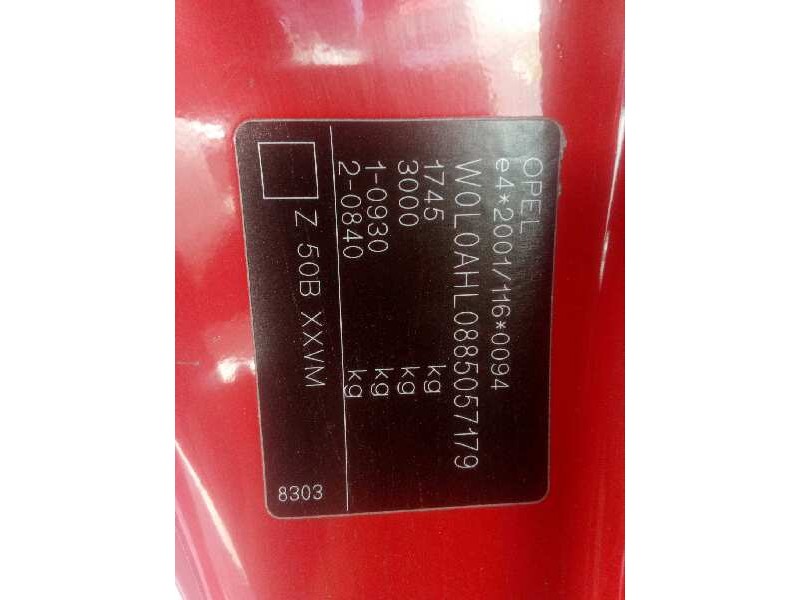 OPEL
e4*2001/116*0094
W0L0AHL0885057179
1745 kg
3000 kg
1-0930 kg
2-0840 kg
Z 50B XXVM
8303